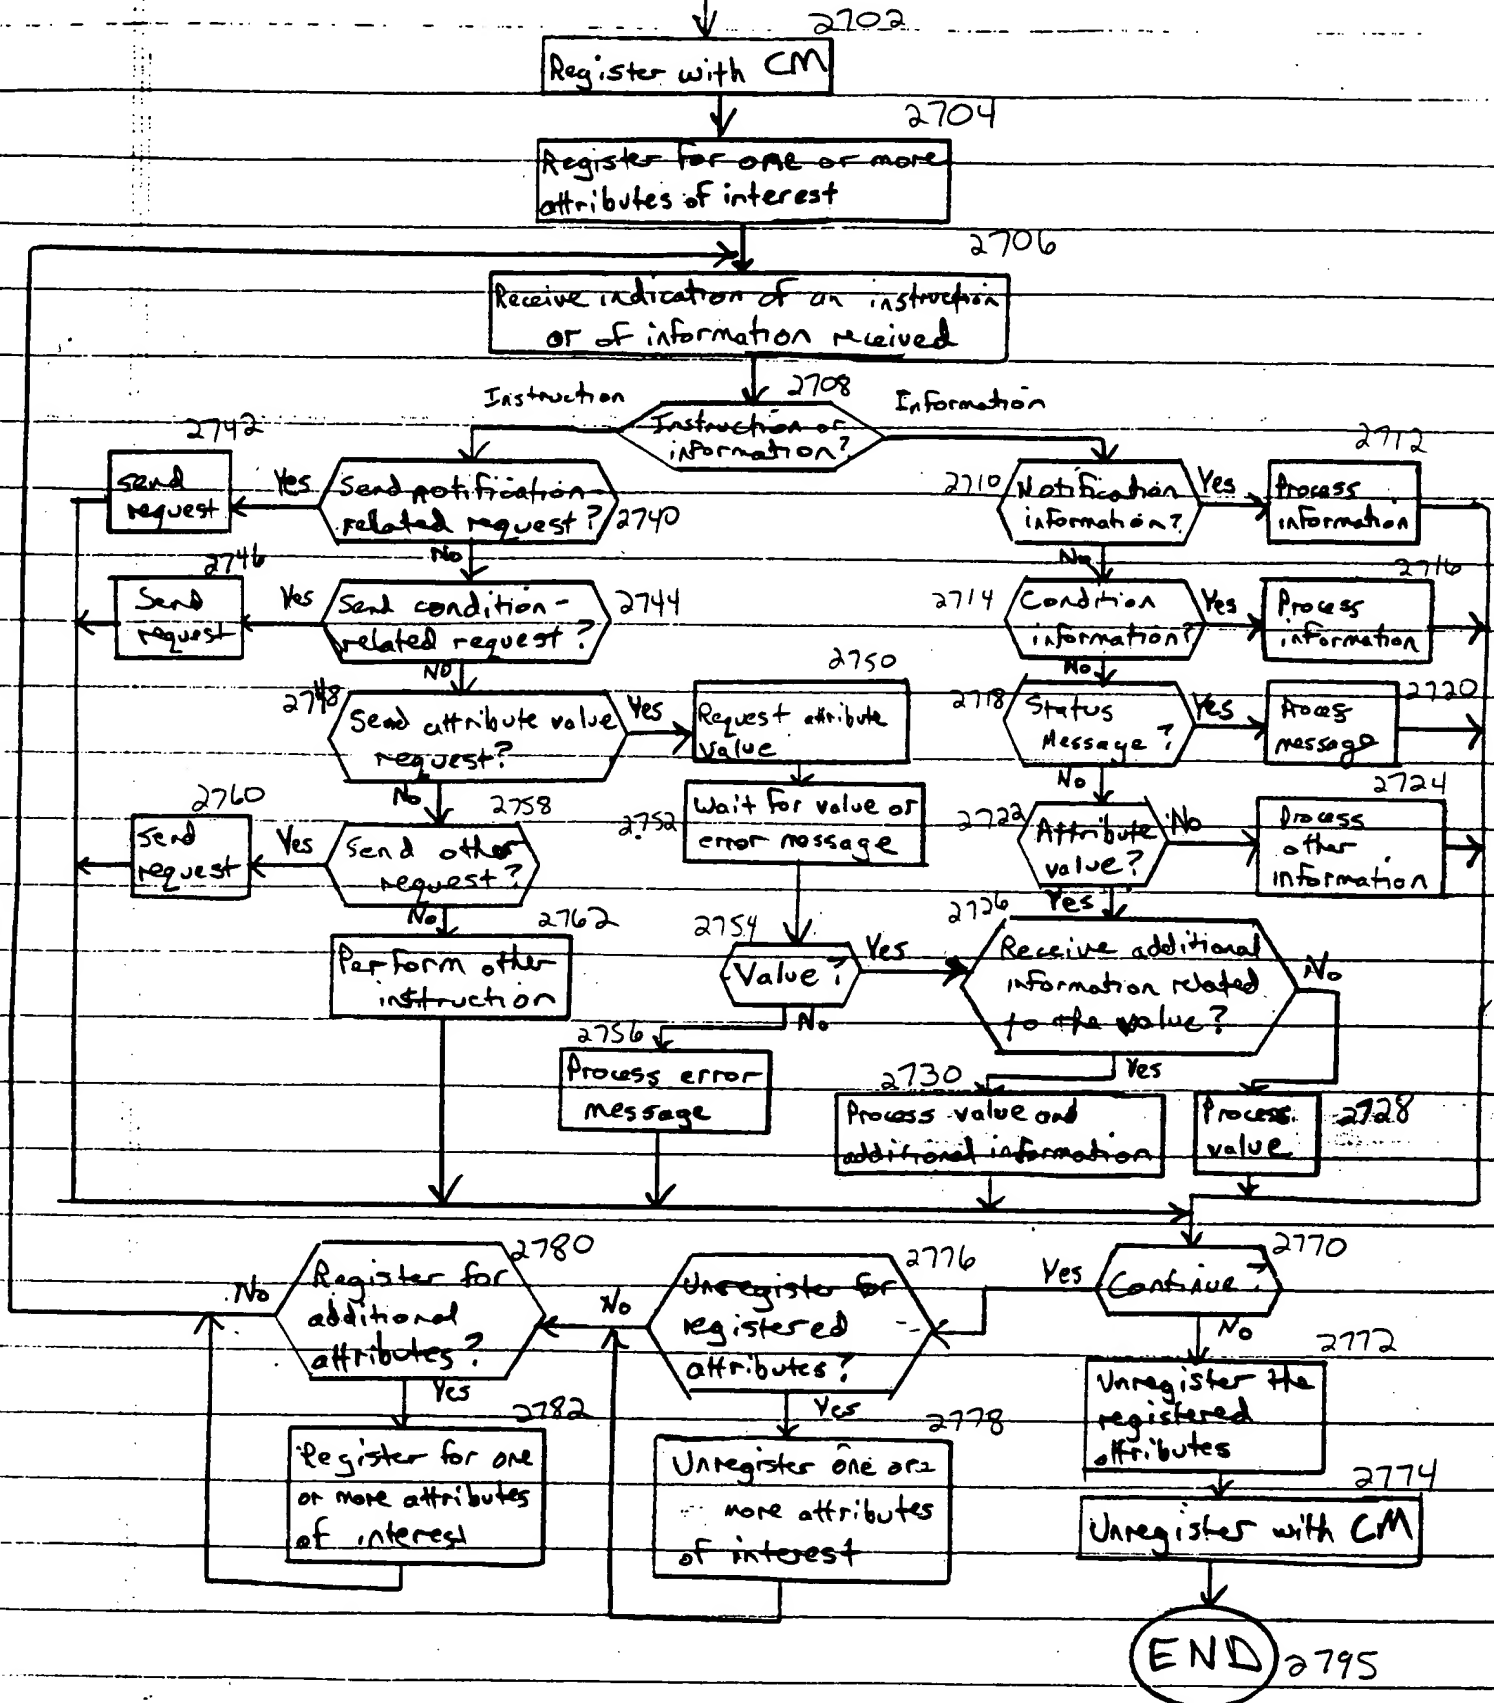 2702
Register with CM
2704
Register for one or more
attributes of interest
2706
Receive indication of an instruction
or of information received
2708
Instruction
Information
Instruction or
information?
2742
send
request
Yes
Send notification-
related request?
2740
No
2710
Notification
information?
Yes
2712
Process
information
No
2746
Send
request
Yes
Send condition-
related request?
2744
No
2714
Condition
information?
Yes
2716
Process
information
No
2748
Send attribute value
request?
Yes
2750
Request attribute
value
No
2718
Status
Message?
Yes
2720
Process
message
No
2760
Send
request
Yes
2758
Send other
request?
No
2752
Wait for value or
error message
2722
Attribute
value?
No
2724
Process
other
information
Yes
2762
Perform other
instruction
2754
Value?
Yes
No
2726
Receive additional
information related
to the value?
No
Yes
2756
Process error
message
2730
Process value and
additional information
Process
value
2728
2780
Register for
additional
attributes?
No
Yes
2776
Unregister for
registered
attributes?
No
Yes
2770
Continue?
Yes
No
2772
Unregister the
registered
attributes
2782
Register for one
or more attributes
of interest
2778
Unregister one or
more attributes
of interest
2774
Unregister with CM
END
2795